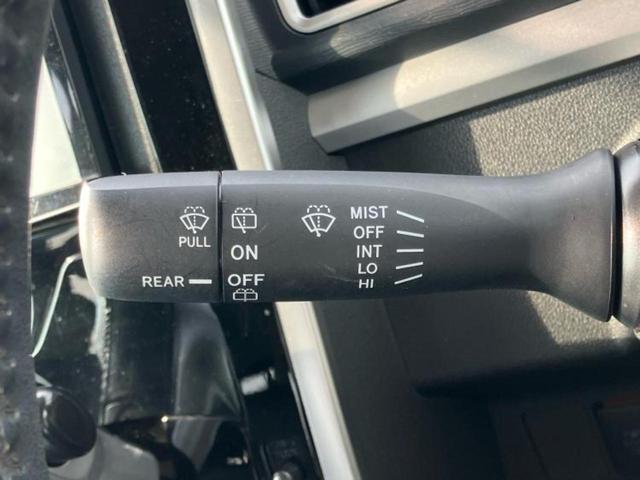 PULL
REAR
ON
OFF
MIST
OFF
INT
LO
HI